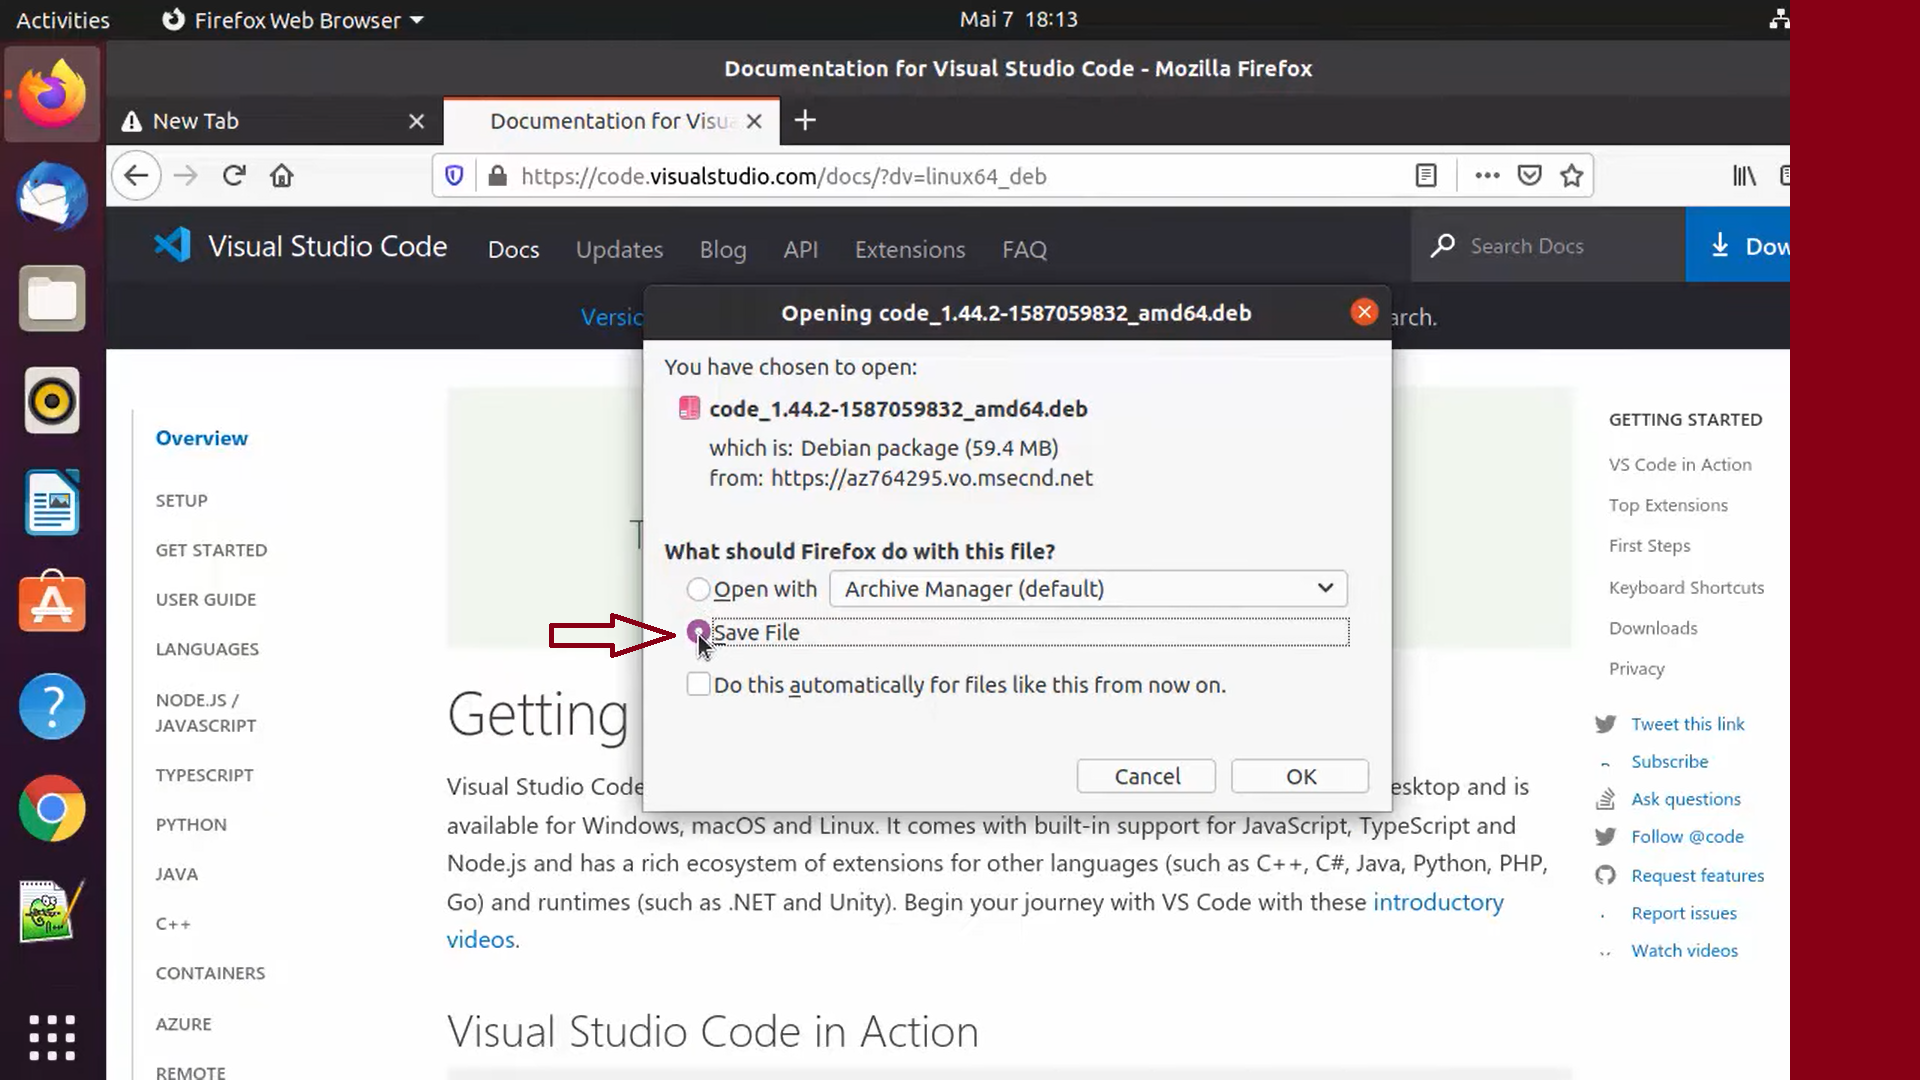 Activities
Firefox Web Browser
Mai 7 18:13
Documentation for Visual Studio Code - Mozilla Firefox
New Tab
Documentation for Visu
https://code.visualstudio.com/docs/?dv=linux64_deb
Visual Studio Code
Docs
Updates
Blog
API
Extensions
FAQ
Search Docs
Dow
Versio
arch.
Opening code_1.44.2-1587059832_amd64.deb
You have chosen to open:
code_1.44.2-1587059832_amd64.deb
which is: Debian package (59.4 MB)
from: https://az764295.vo.msecnd.net
What should Firefox do with this file?
Open with
Archive Manager (default)
Save File
Do this automatically for files like this from now on.
Cancel
OK
Overview
SETUP
GET STARTED
USER GUIDE
LANGUAGES
NODE.JS /
JAVASCRIPT
TYPESCRIPT
PYTHON
JAVA
C++
CONTAINERS
AZURE
REMOTE
T
Getting
Visual Studio Code
esktop and is
available for Windows, macOS and Linux. It comes with built-in support for JavaScript, TypeScript and
Node.js and has a rich ecosystem of extensions for other languages (such as C++, C#, Java, Python, PHP,
Go) and runtimes (such as .NET and Unity). Begin your journey with VS Code with these introductory
videos.
Visual Studio Code in Action
GETTING STARTED
VS Code in Action
Top Extensions
First Steps
Keyboard Shortcuts
Downloads
Privacy
Tweet this link
Subscribe
Ask questions
Follow @code
Request features
Report issues
Watch videos